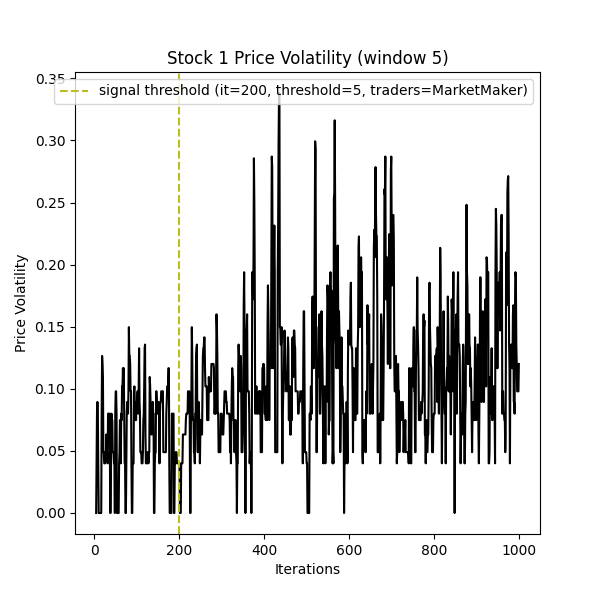 Stock 1 Price Volatility (window 5)
signal threshold (it=200, threshold=5, traders=MarketMaker)
Price Volatility
0.35
0.30
0.25
0.20
0.15
0.10
0.05
0.00
0 200 400 600 800 1000
Iterations